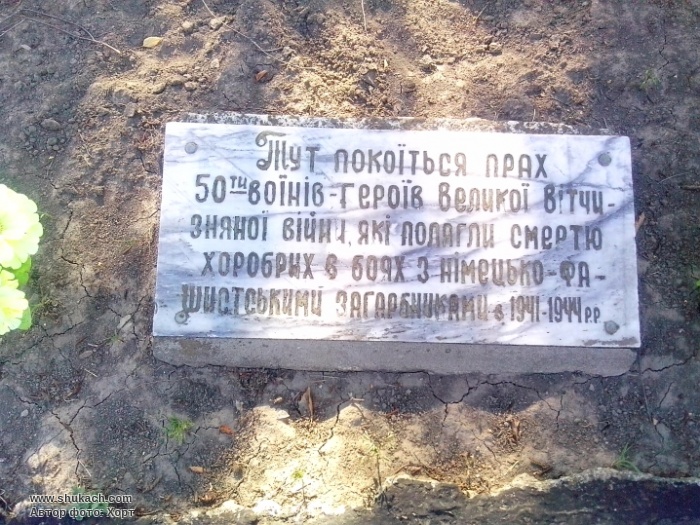 Тут покоїться прах
50ти воїнів-героїв Великої Вітчи-
зняної війни, які полягли смертю
хоробрих в боях з німецько-фа-
шистськими загарбниками в 1941-1944 р.р
www.shukach.com
Автор фото- Хорт